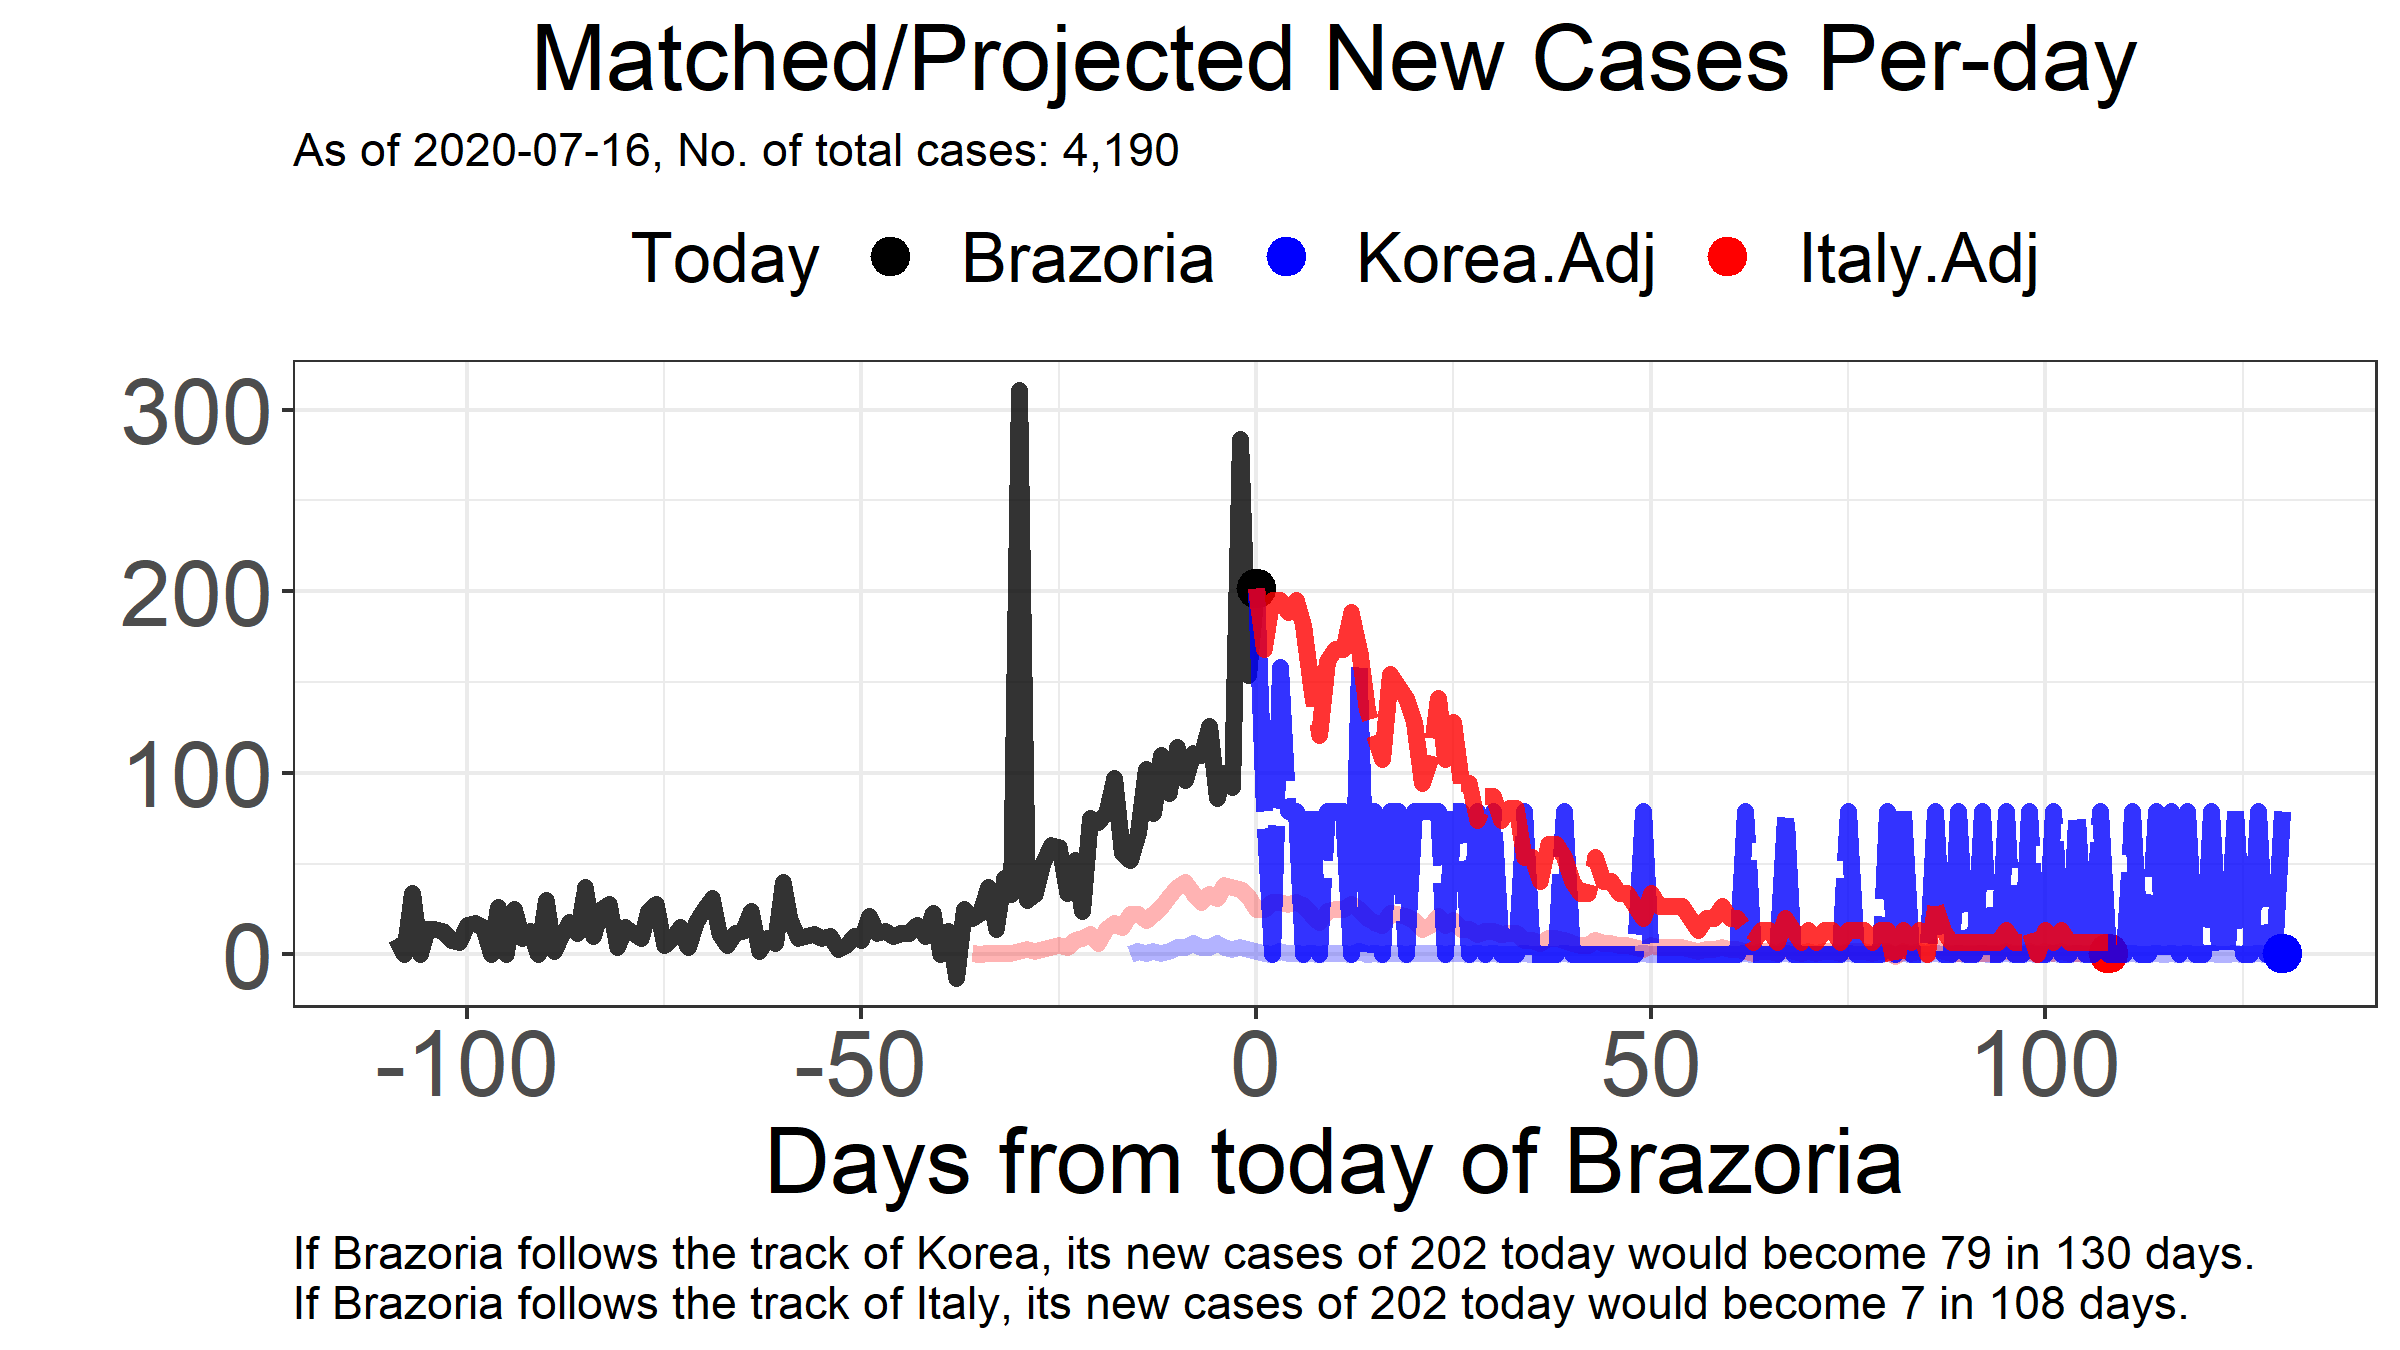 Matched/Projected New Cases Per-day
As of 2020-07-16, No. of total cases: 4,190
Today Brazoria Korea.Adj Italy.Adj
300
200
100
0
-100 -50 0 50 100
Days from today of Brazoria
If Brazoria follows the track of Korea, its new cases of 202 today would become 79 in 130 days.
If Brazoria follows the track of Italy, its new cases of 202 today would become 7 in 108 days.